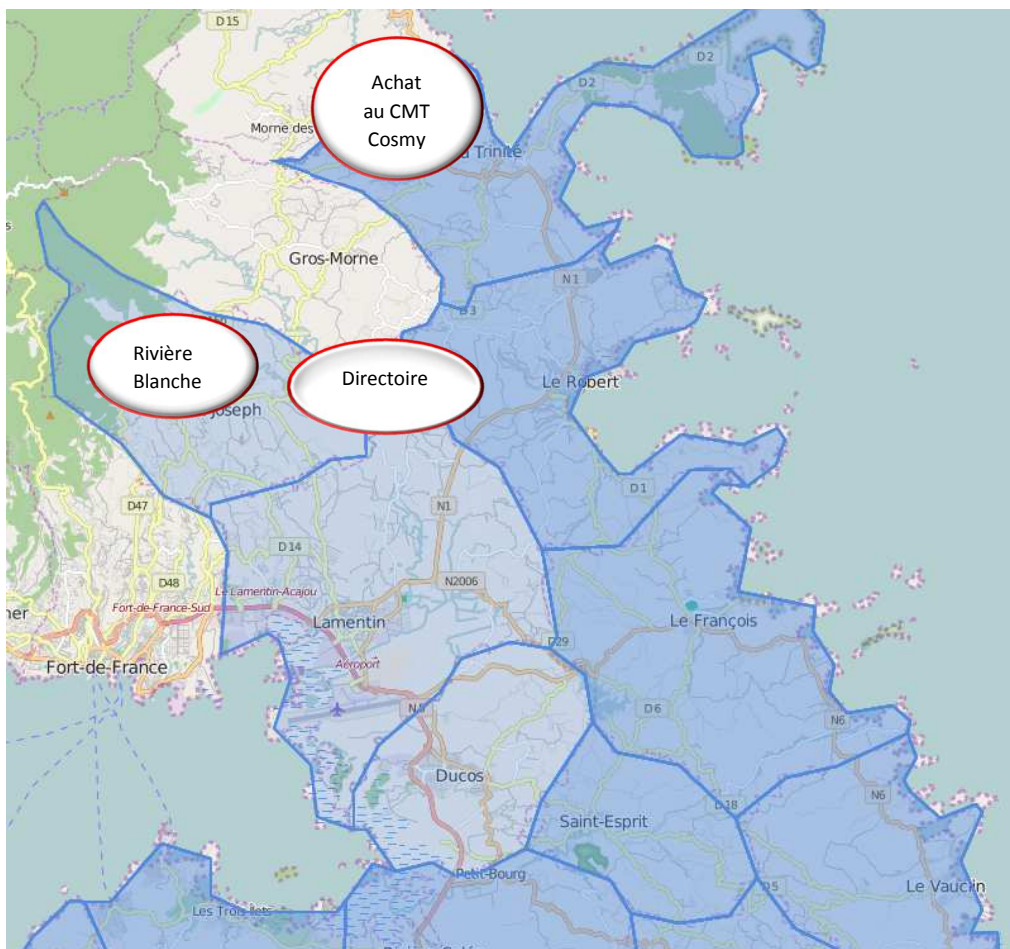 D15
Achat
au CMT
Cosmy
D2
D2
Morne des
Trinité
Gros-Morne
N1
D3
Rivière
Blanche
Directoire
Le Robert
Joseph
D1
D47
N1
D14
N2006
D48
Le Lamentin-Acajou
Fort-de-France-Sud
Lamentin
Le François
D29
Aéroport
Fort-de-France
N5
D6
N6
Ducos
D18
N6
Saint-Esprit
Petit-Bourg
D5
Le Vauclin
Les Trois Îlets